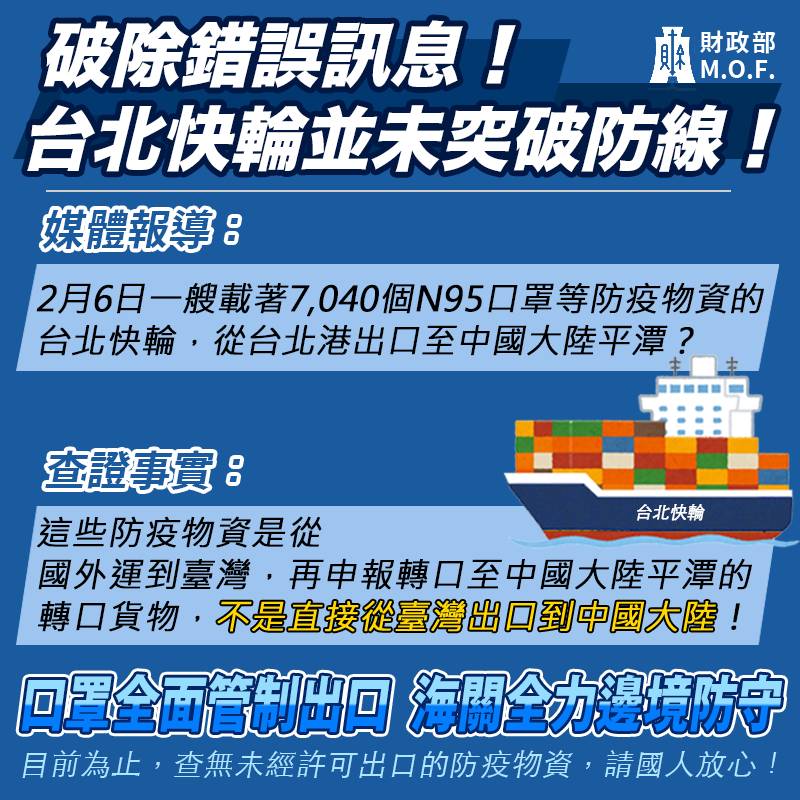 破除錯誤訊息！
財政部
M.O.F.
台北快輪並未突破防線！
媒體報導：
2月6日一艘載著7,040個N95口罩等防疫物資的
台北快輪，從台北港出口至中國大陸平潭？
查證事實：
台北快輪
這些防疫物資是從
國外運到臺灣，再申報轉口至中國大陸平潭的
轉口貨物，不是直接從臺灣出口到中國大陸！
口罩全面管制出口 海關全力邊境防守
目前為止，查無未經許可出口的防疫物資，請國人放心！